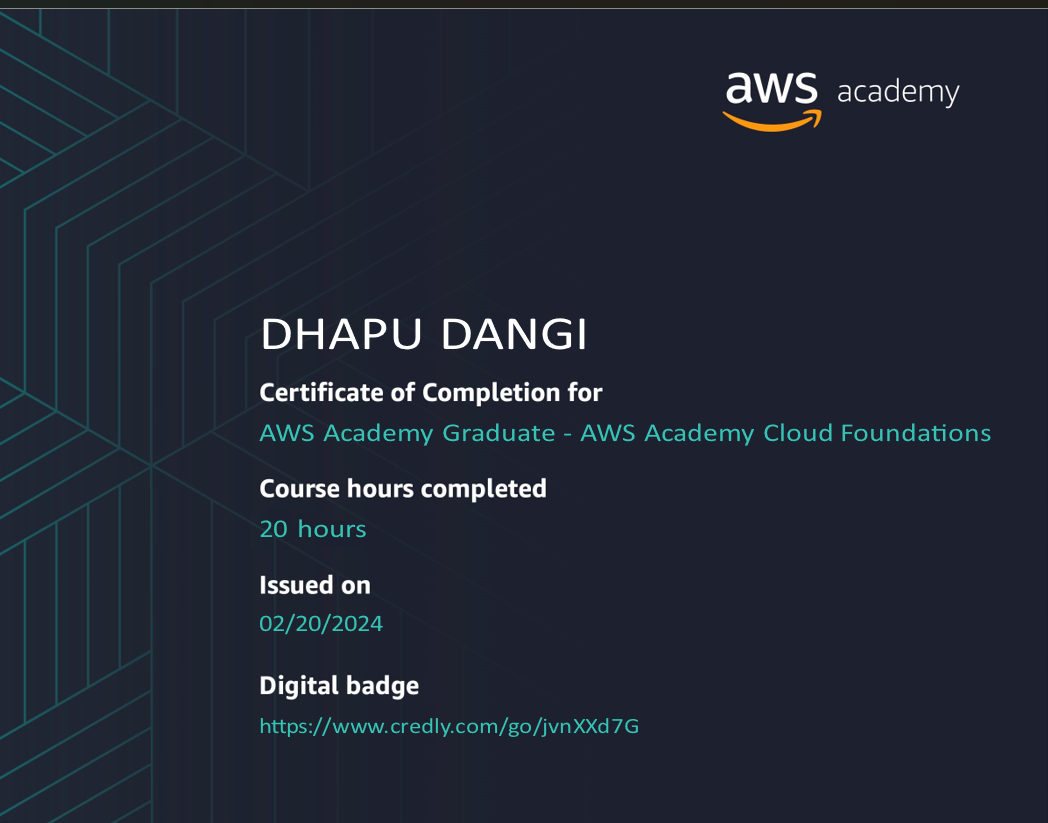 aws academy
DHAPU DANGI
Certificate of Completion for
AWS Academy Graduate - AWS Academy Cloud Foundations
Course hours completed
20 hours
Issued on
02/20/2024
Digital badge
https://www.credly.com/go/jvnXXd7G